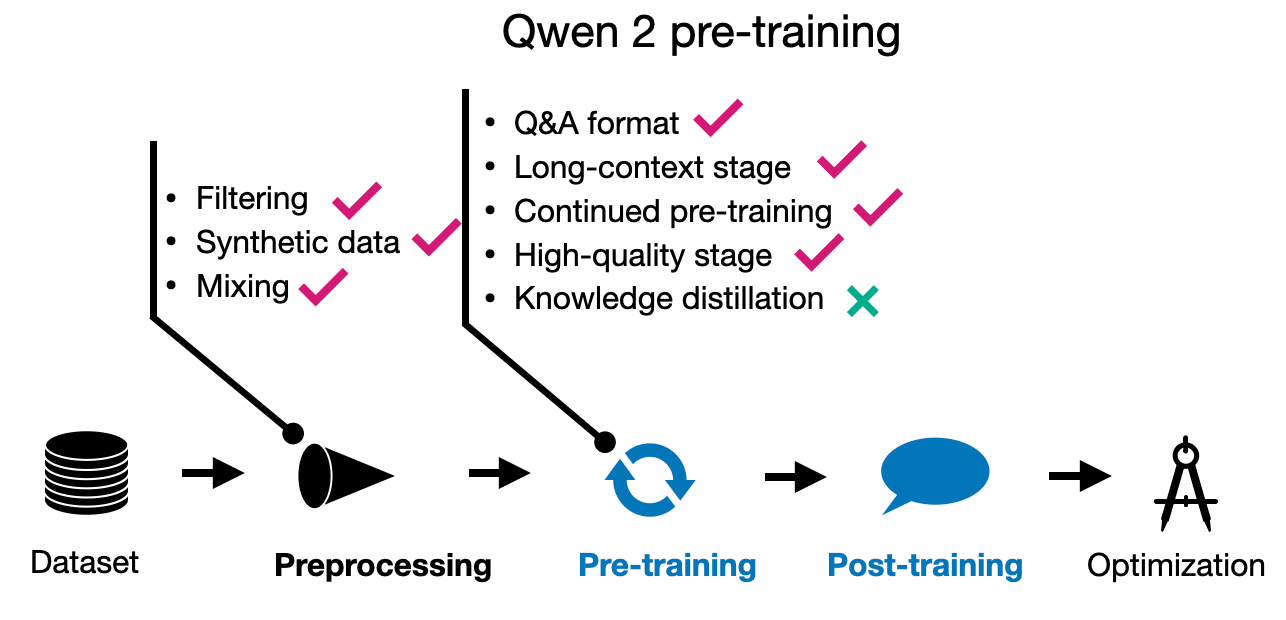 Qwen 2 pre-training
• Filtering
• Synthetic data
• Mixing
• Q&A format
• Long-context stage
• Continued pre-training
• High-quality stage
• Knowledge distillation
Dataset
Preprocessing
Pre-training
Post-training
Optimization